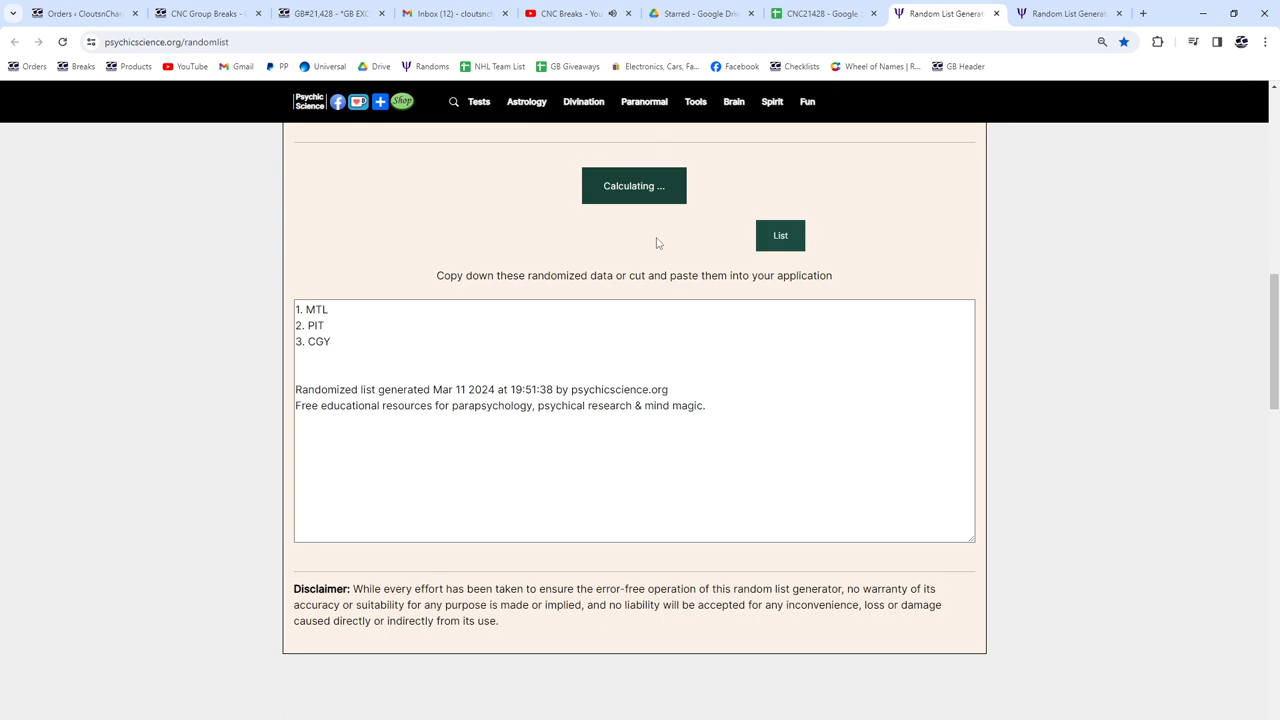 Orders ‹ CloutsnChar
CNC Group Breaks -
GB#21,428 - *GB EXC
Inbox (12) - cloutsnch
CNC Breaks - You
Starred - Google Driv
CNC21428 - Google
Random List Generat
Random List Generat
psychicscience.org/randomlist
Orders
Breaks
Products
YouTube
Gmail
PP
Universal
Drive
Randoms
NHL Team List
GB Giveaways
Electronics, Cars, Fa...
Facebook
Checklists
Wheel of Names | R...
GB Header
Psychic
Science
Shop
Tests
Astrology
Divination
Paranormal
Tools
Brain
Spirit
Fun
Calculating ...
List
Copy down these randomized data or cut and paste them into your application
1. MTL
2. PIT
3. CGY
Randomized list generated Mar 11 2024 at 19:51:38 by psychicscience.org
Free educational resources for parapsychology, psychical research & mind magic.
Disclaimer: While every effort has been taken to ensure the error-free operation of this random list generator, no warranty of its
accuracy or suitability for any purpose is made or implied, and no liability will be accepted for any inconvenience, loss or damage
caused directly or indirectly from its use.